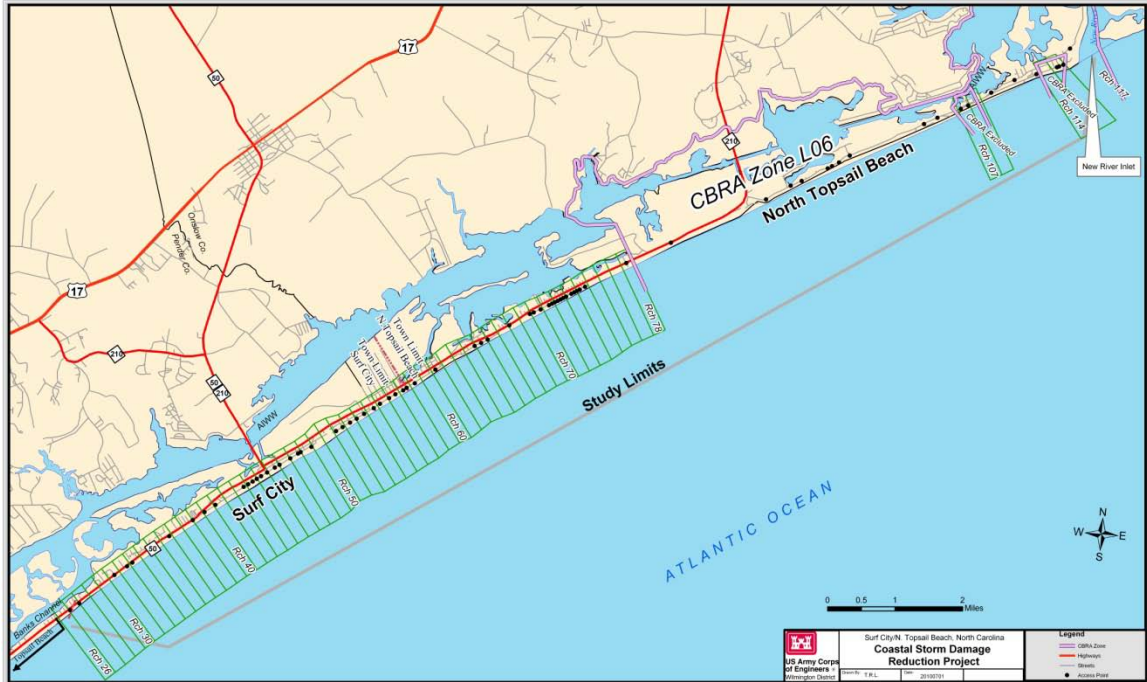 17
50
17
210
Onslow Co.
Pender Co.
210
50
210
AIWW
50
Banks Channel
Topsail Beach
Town Limit
Surf City
Town Limits
N. Topsail Beach
Surf City
CBRA Zone L06
North Topsail Beach
AIWW
CBRA Excluded
Rch 107
CBRA Excluded
Rch 114
Rch 117
New River Inlet
Rch 26
Rch 30
Rch 40
Rch 50
Rch 60
Rch 70
Rch 78
Study Limits
ATLANTIC OCEAN
N
W E
S
0 0.5 1 2
Miles
US Army Corps
of Engineers
Wilmington District
Surf City/N. Topsail Beach, North Carolina
Coastal Storm Damage
Reduction Project
Drawn By: T.R.L. Date: 20100701
Legend
CBRA Zone
Highways
Streets
Access Point